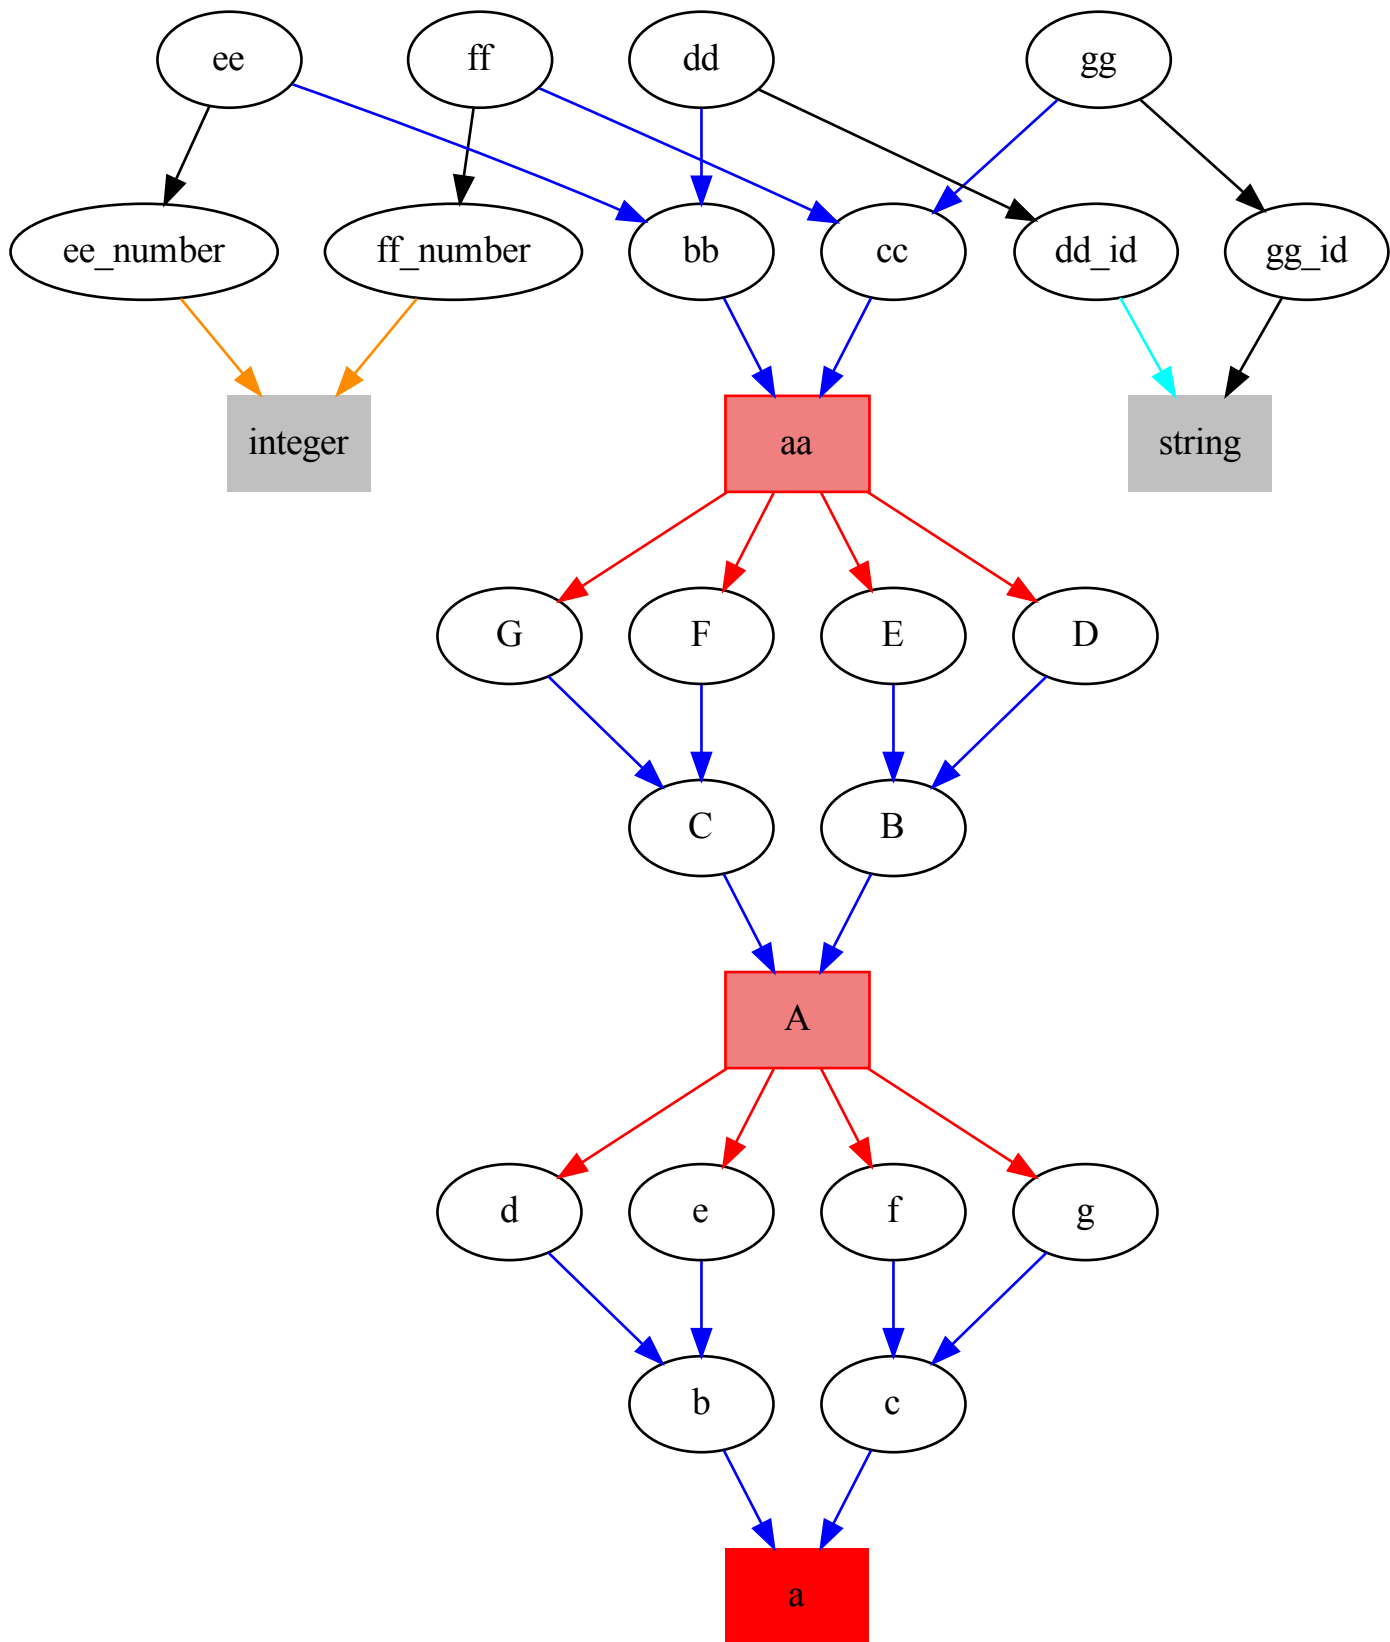 ee
ff
dd
gg
ee_number
ff_number
bb
cc
dd_id
gg_id
integer
aa
string
G
F
E
D
C
B
A
d
e
f
g
b
c
a